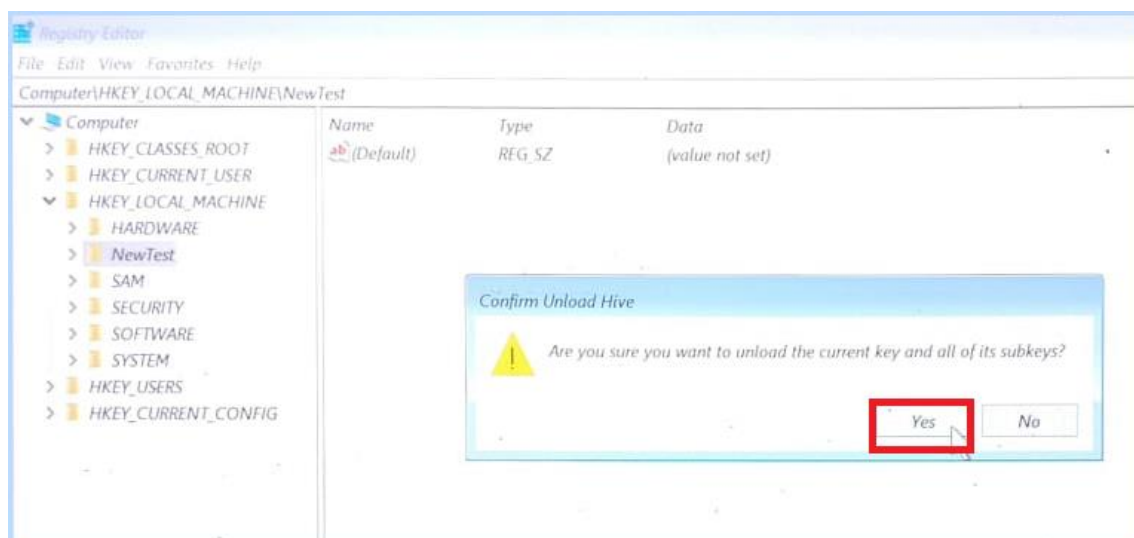 Registry Editor
File Edit View Favorites Help
Computer\HKEY_LOCAL_MACHINE\NewTest
Computer
HKEY_CLASSES_ROOT
HKEY_CURRENT_USER
HKEY_LOCAL_MACHINE
HARDWARE
NewTest
SAM
SECURITY
SOFTWARE
SYSTEM
HKEY_USERS
HKEY_CURRENT_CONFIG
Name Type Data
ab (Default) REG_SZ (value not set)
Confirm Unload Hive
Are you sure you want to unload the current key and all of its subkeys?
Yes No